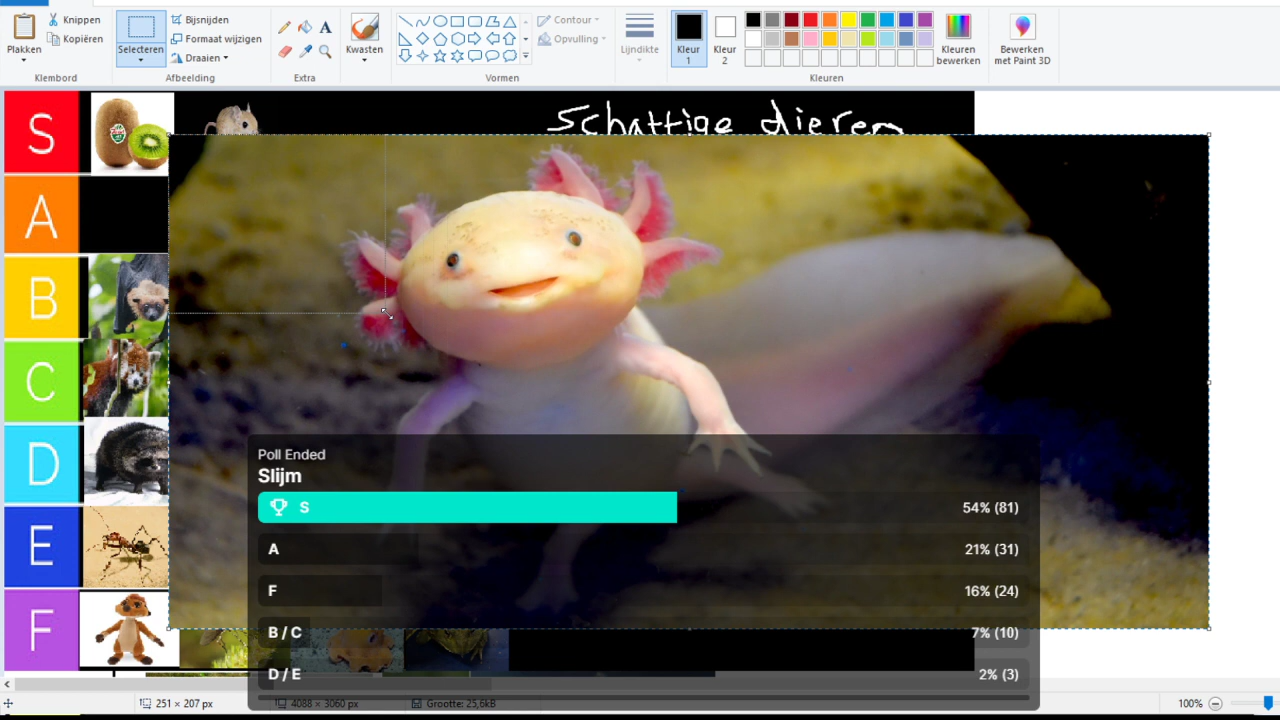 Plakken
Knippen
Kopiëren
Klembord
Selecteren
Bijsnijden
Formaat wijzigen
Draaien
Afbeelding
A
Extra
Kwasten
Vormen
Contour
Opvulling
Lijndikte
Kleur 1
Kleur 2
Kleuren
Kleuren bewerken
Bewerken met Paint 3D
Schattige dieren
S
A
B
C
D
E
F
Poll Ended
Slijm
S 54% (81)
A 21% (31)
F 16% (24)
B / C 7% (10)
D / E 2% (3)
251 × 207 px
4088 × 3060 px
Grootte: 25,6kB
100%